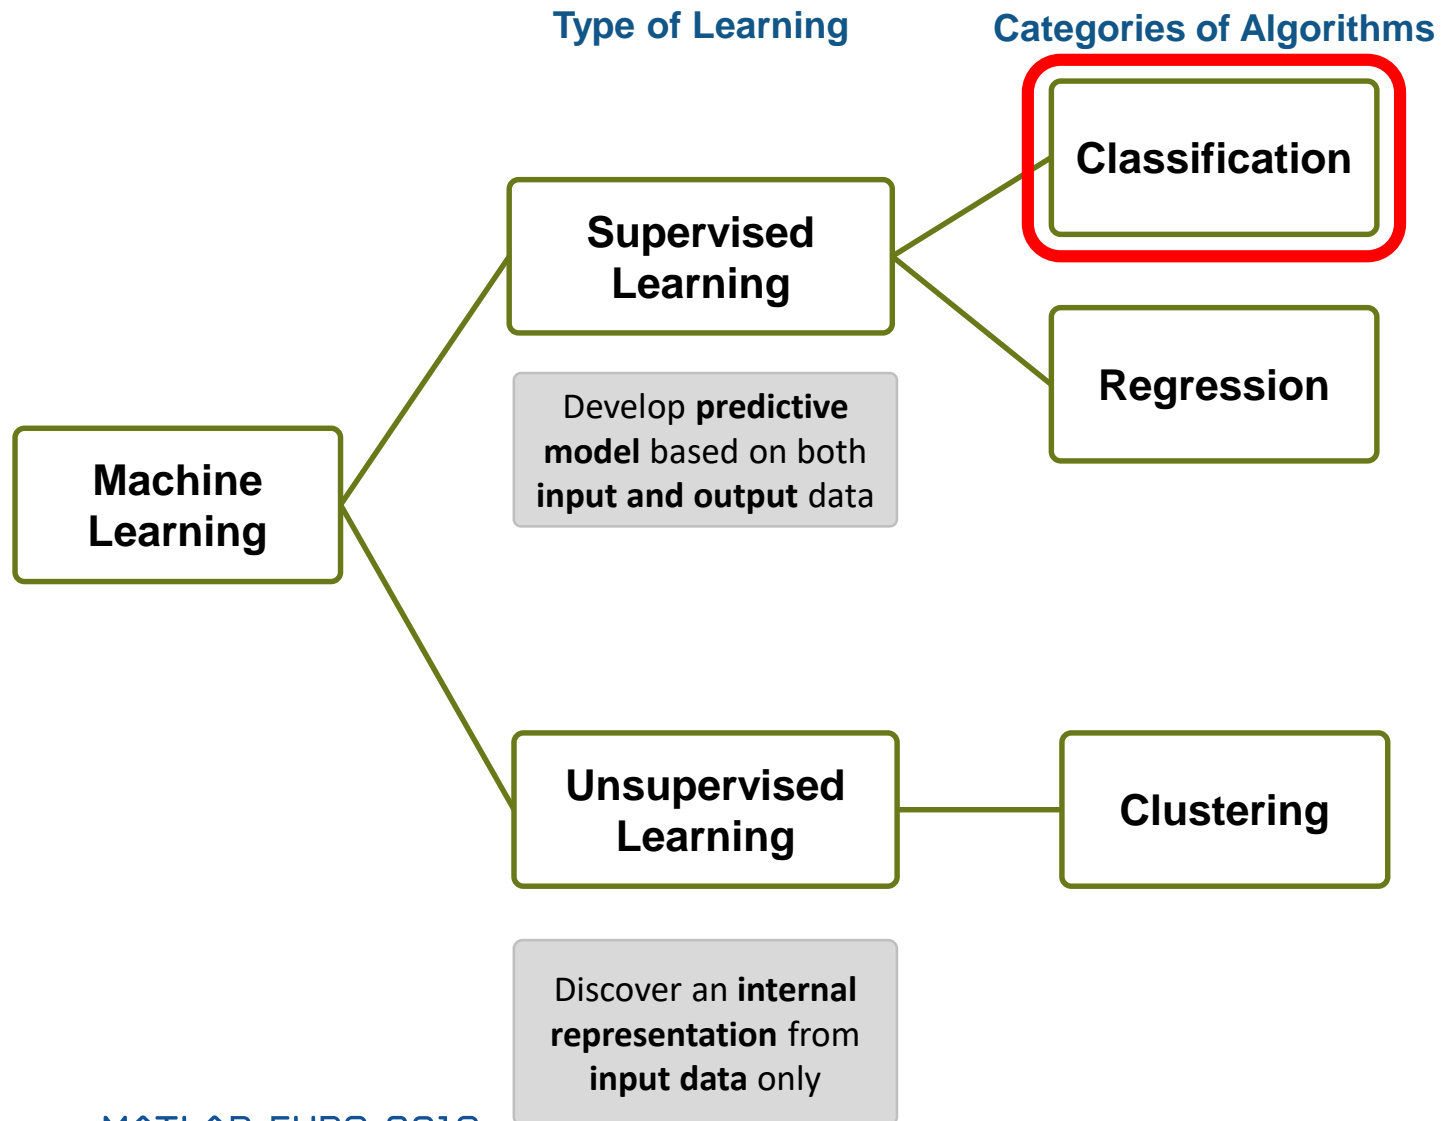 Type of Learning
Categories of Algorithms
Classification
Supervised
Learning
Regression
Develop predictive
model based on both
input and output data
Machine
Learning
Unsupervised
Learning
Clustering
Discover an internal
representation from
input data only